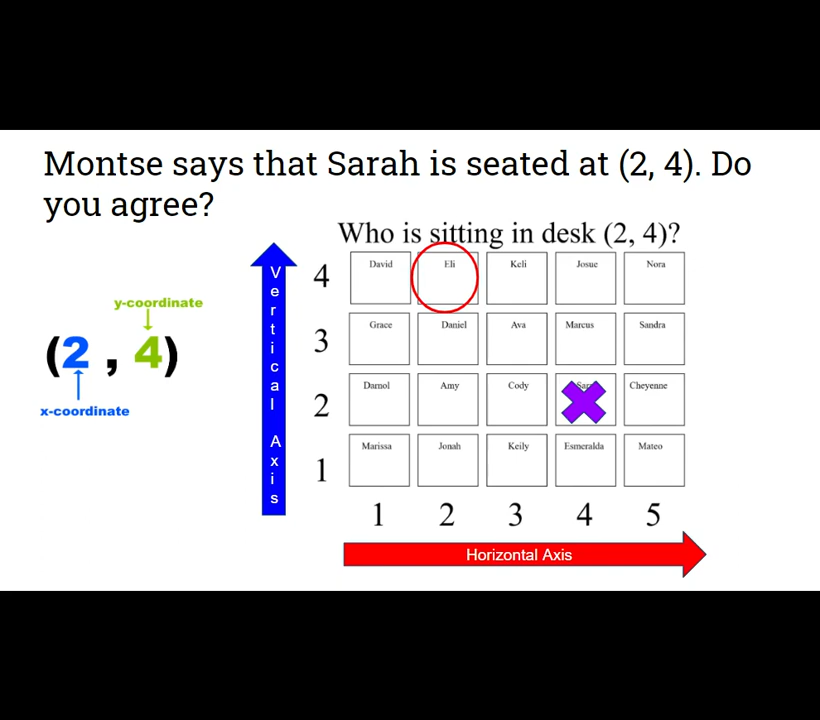 Montse says that Sarah is seated at (2, 4). Do
you agree?
Who is sitting in desk (2, 4)?
Vertical Axis
y-coordinate
(2 , 4)
x-coordinate
4 David Eli Keli Josue Nora
3 Grace Daniel Ava Marcus Sandra
2 Damol Amy Cody Cheyenne
1 Marissa Jonah Keily Esmeralda Mateo
1 2 3 4 5
Horizontal Axis